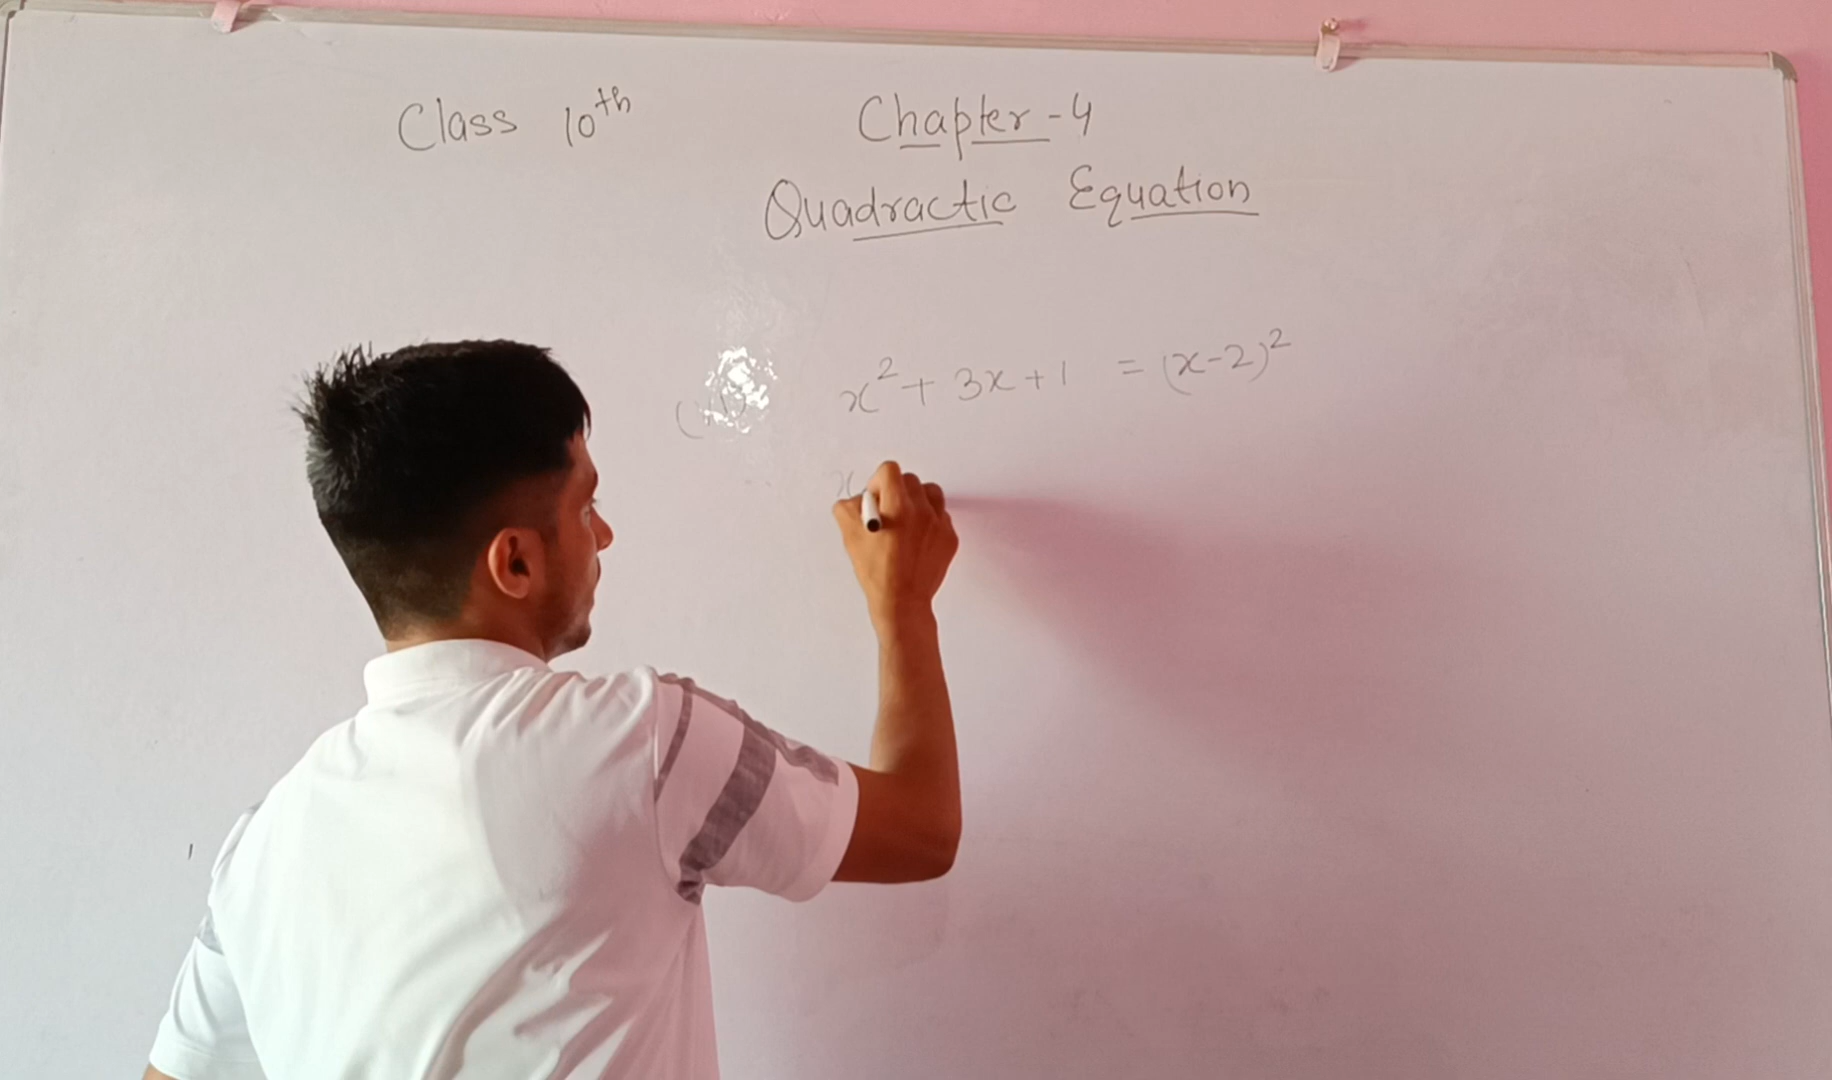 Class 10th Chapter-4
Quadractic Equation
x² + 3x + 1 = (x-2)²
x